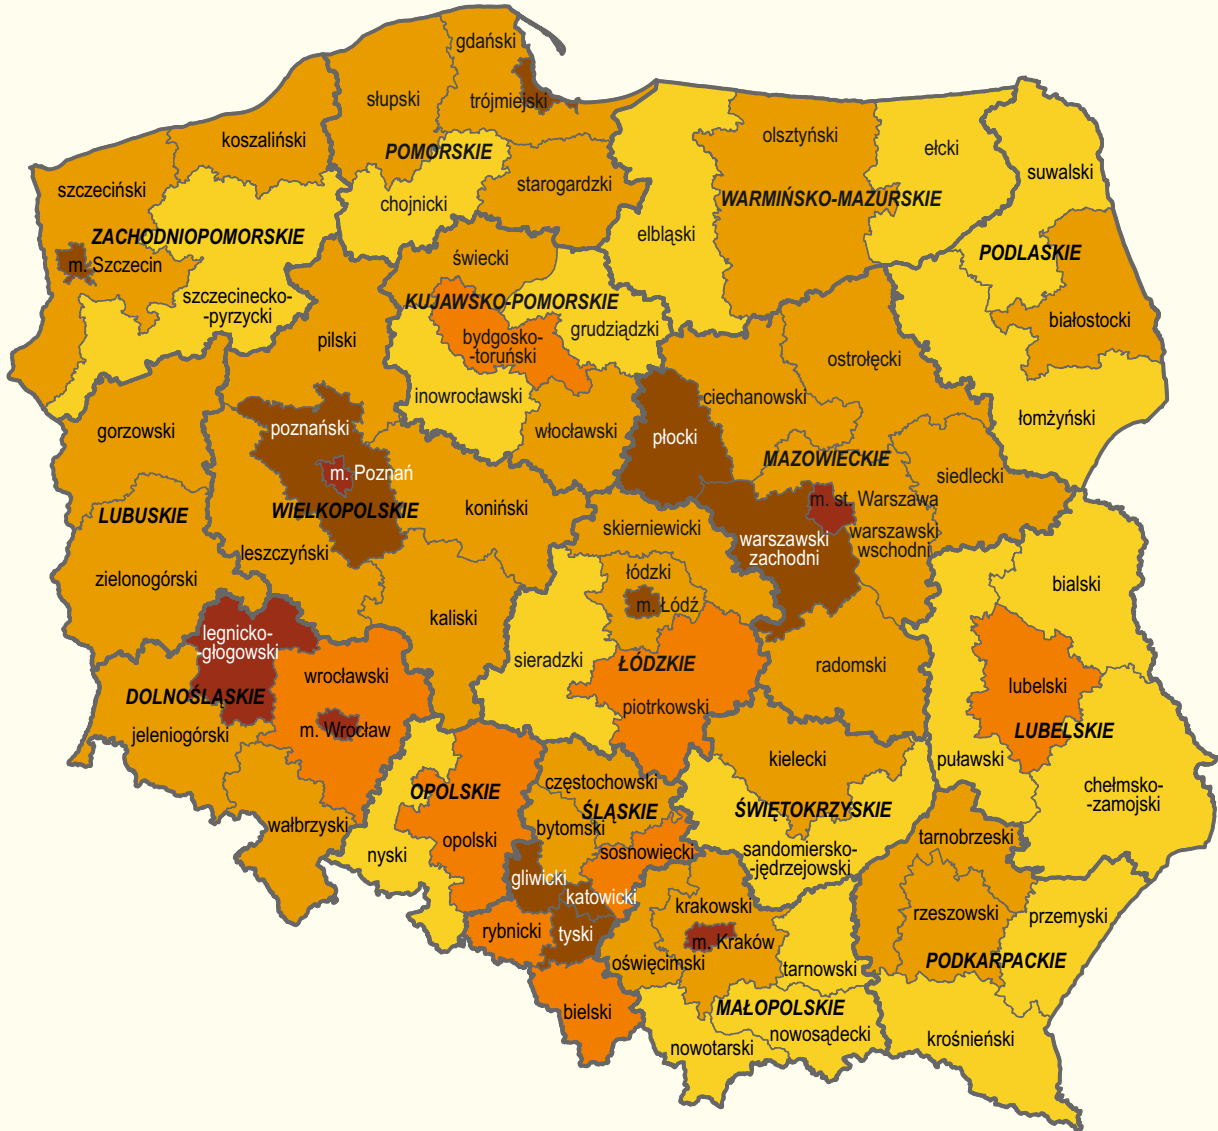 gdański
słupski
trójmiejski
koszaliński
POMORSKIE
olsztyński
ełcki
suwalski
szczeciński
chojnicki
starogardzki
WARMIŃSKO-MAZURSKIE
ZACHODNIOPOMORSKIE
elbląski
PODLASKIE
m. Szczecin
świecki
szczecinecko-
-pyrzycki
KUJAWSKO-POMORSKIE
grudziądzki
białostocki
pilski
bydgosko-
-toruński
ostrołęcki
inowrocławski
ciechanowski
łomżyński
gorzowski
poznański
włocławski
płocki
m. Poznań
MAZOWIECKIE
siedlecki
LUBUSKIE
WIELKOPOLSKIE
koniński
m. st. Warszawa
skierniewicki
warszawski
zachodni
warszawski
wschodni
leszczyński
zielonogórski
łódzki
bialski
m. Łódź
kaliski
legnicko-
-głogowski
sieradzki
ŁÓDZKIE
radomski
wrocławski
lubelski
DOLNOŚLĄSKIE
piotrkowski
m. Wrocław
LUBELSKIE
jeleniogórski
kielecki
puławski
chełmsko-
-zamojski
częstochowski
OPOLSKIE
ŚLĄSKIE
ŚWIĘTOKRZYSKIE
wałbrzyski
bytomski
opolski
nyski
sosnowiecki
sandomiersko-
-jędrzejowski
tarnobrzeski
gliwicki
katowicki
krakowski
rzeszowski
przemyski
rybnicki
tyski
m. Kraków
oświęcimski
tarnowski
PODKARPACKIE
bielski
MAŁOPOLSKIE
nowosądecki
nowotarski
krośnieński